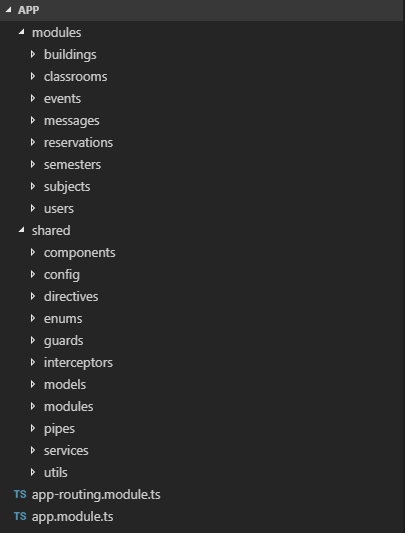 APP
modules
buildings
classrooms
events
messages
reservations
semesters
subjects
users
shared
components
config
directives
enums
guards
interceptors
models
modules
pipes
services
utils
TS app-routing.module.ts
TS app.module.ts